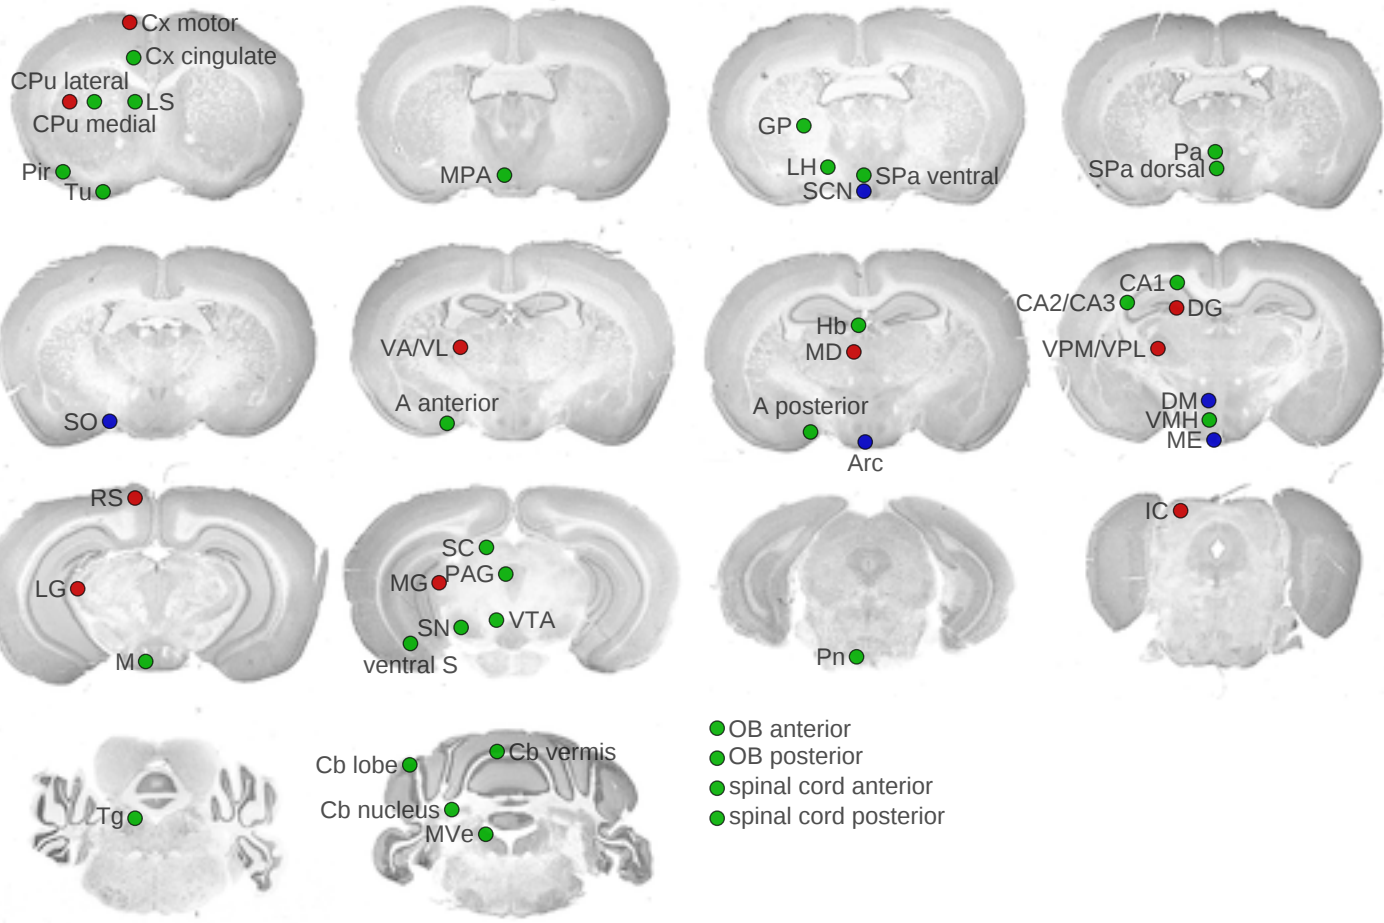 Cx motor
Cx cingulate
CPu lateral
LS
CPu medial
Pir
Tu
MPA
GP
LH
SPa ventral
SCN
Pa
SPa dorsal
SO
VA/VL
A anterior
Hb
MD
A posterior
Arc
CA1
CA2/CA3
DG
VPM/VPL
DM
VMH
ME
RS
LG
M
SC
MG
PAG
SN
VTA
ventral S
Pn
IC
Tg
Cb lobe
Cb vermis
Cb nucleus
MVe
OB anterior
OB posterior
spinal cord anterior
spinal cord posterior